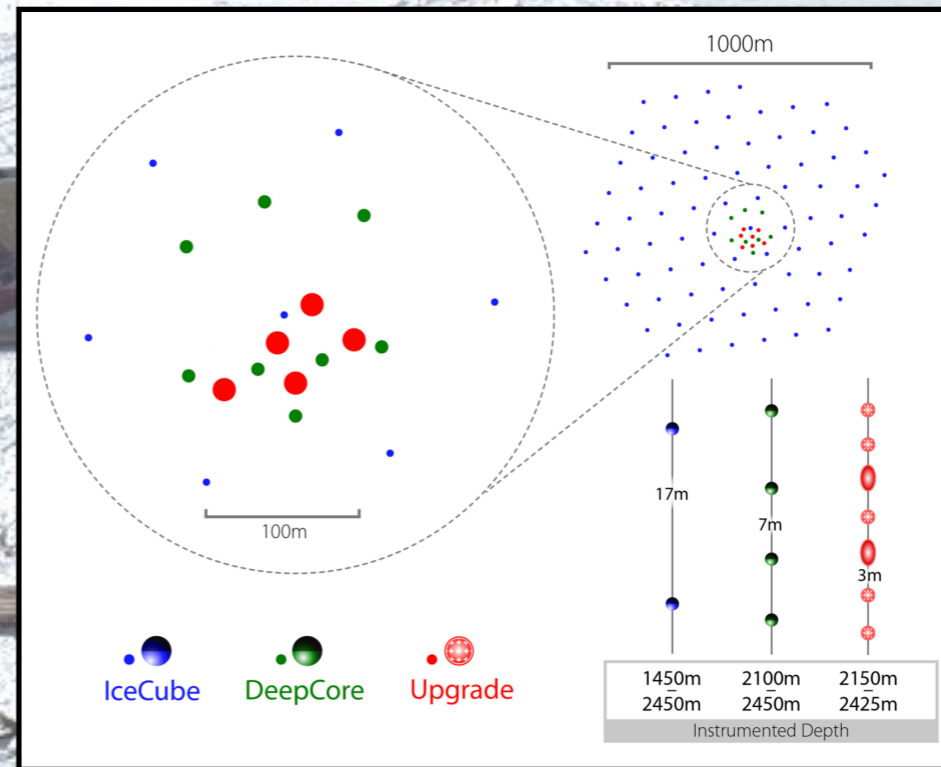 1000m
100m
17m
7m
3m
IceCube
DeepCore
Upgrade
1450m
–
2450m
2100m
–
2450m
2150m
–
2425m
Instrumented Depth